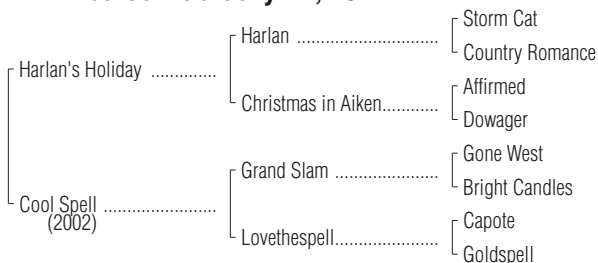 Storm Cat
Harlan ........................................
Country Romance
Harlan's Holiday ..............
Affirmed
Christmas in Aiken............
Dowager
Gone West
Grand Slam .............................
Bright Candles
Cool Spell ........................
(2002)
Capote
Lovethespell.............................
Goldspell